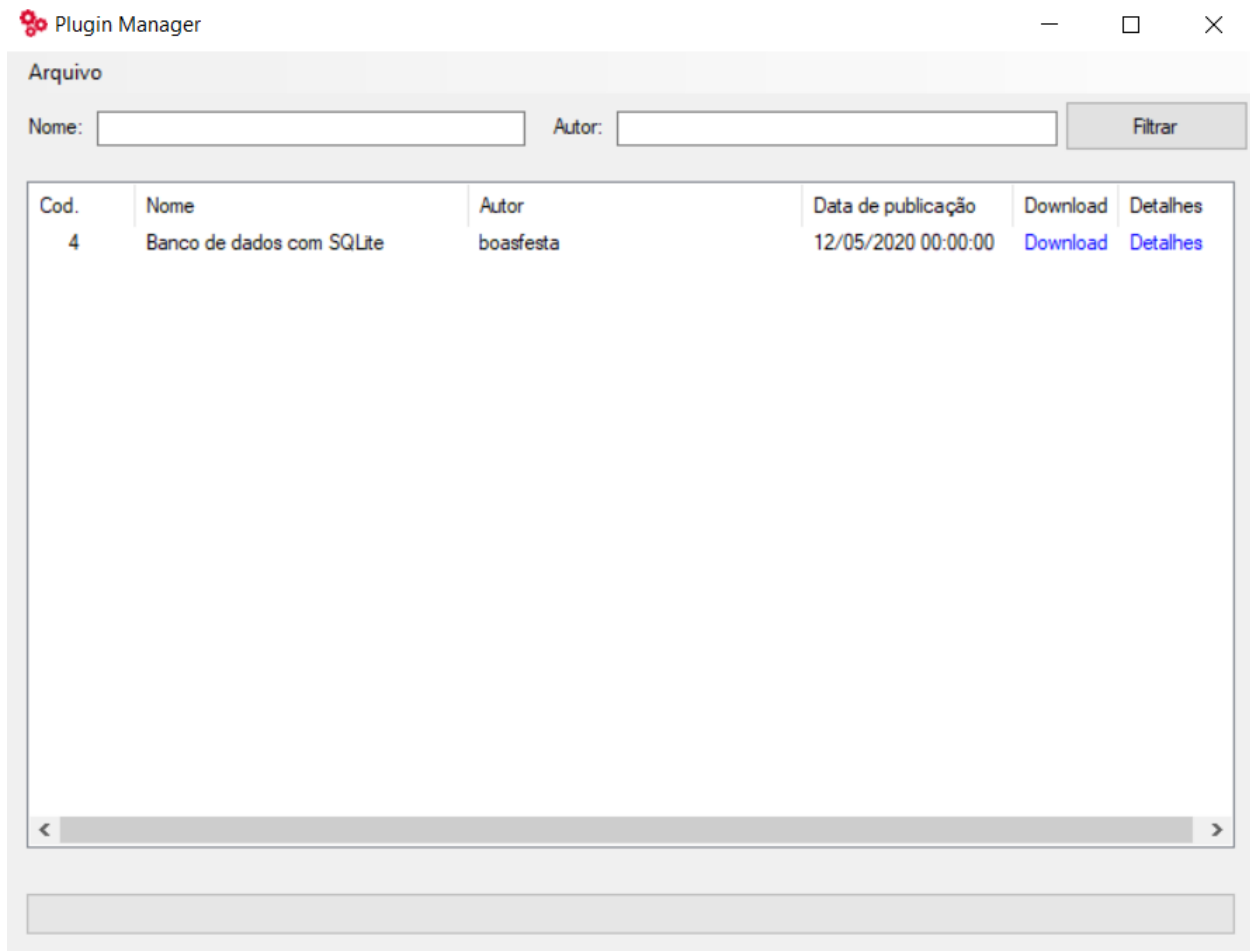 Plugin Manager
Arquivo
Nome: Autor: Filtrar
Cod. Nome Autor Data de publicação Download Detalhes
4 Banco de dados com SQLite boasfesta 12/05/2020 00:00:00 Download Detalhes